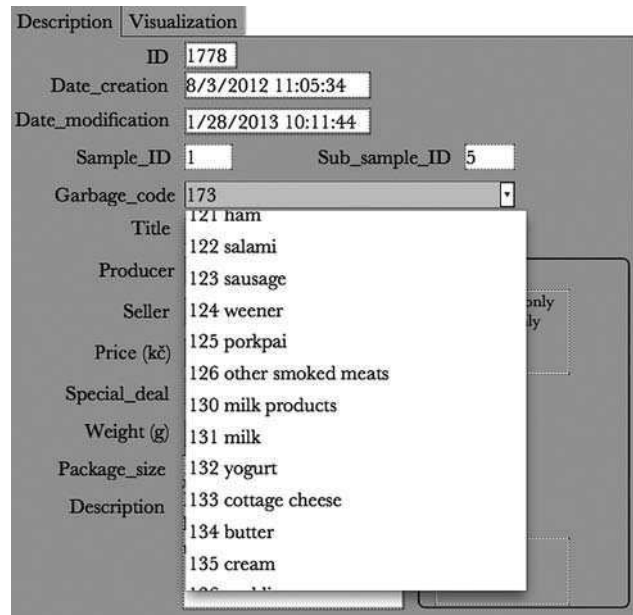 Description Visualization
ID 1778
Date_creation 8/3/2012 11:05:34
Date_modification 1/28/2013 10:11:44
Sample_ID 1 Sub_sample_ID 5
Garbage_code 173
121 ham
Title
122 salami
Producer
123 sausage
Seller
124 weener
only
125 porkpai
Price (kč)
126 other smoked meats
Special_deal
130 milk products
Weight (g)
131 milk
Package_size
132 yogurt
Description
133 cottage cheese
134 butter
135 cream